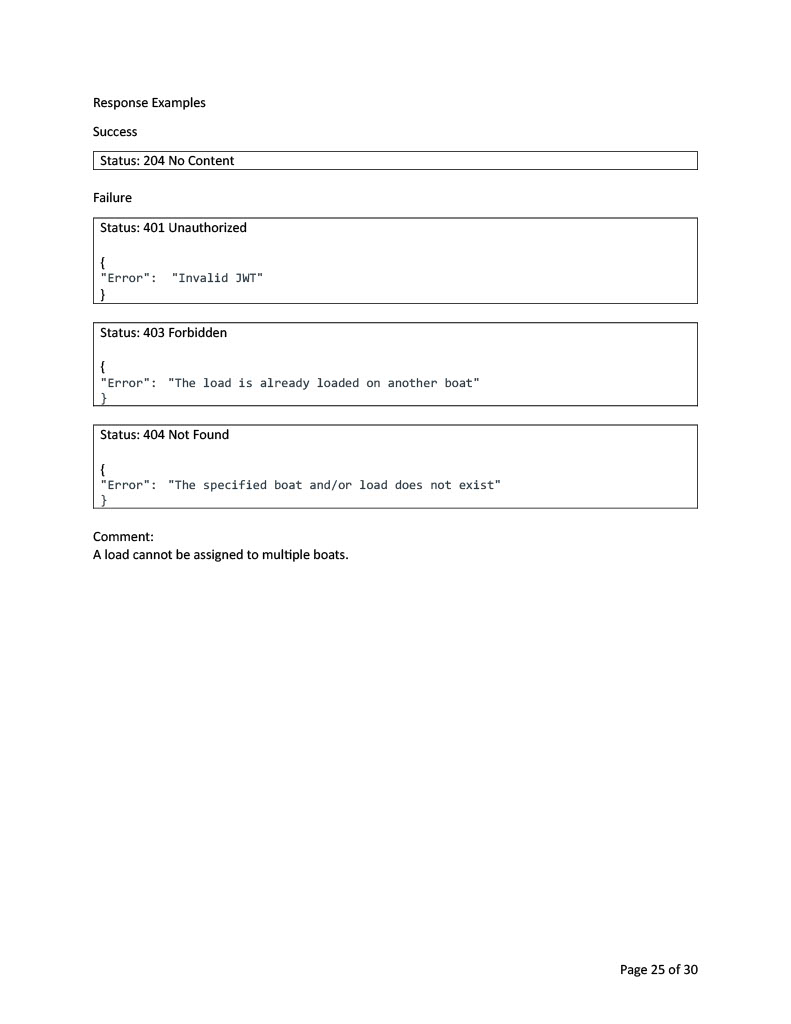 Response Examples
Success
Status: 204 No Content
Failure
Status: 401 Unauthorized
{
"Error":  "Invalid JWT"
}
Status: 403 Forbidden
{
"Error": "The load is already loaded on another boat"
}
Status: 404 Not Found
{
"Error": "The specified boat and/or load does not exist"
}
Comment:
A load cannot be assigned to multiple boats.
Page 25 of 30